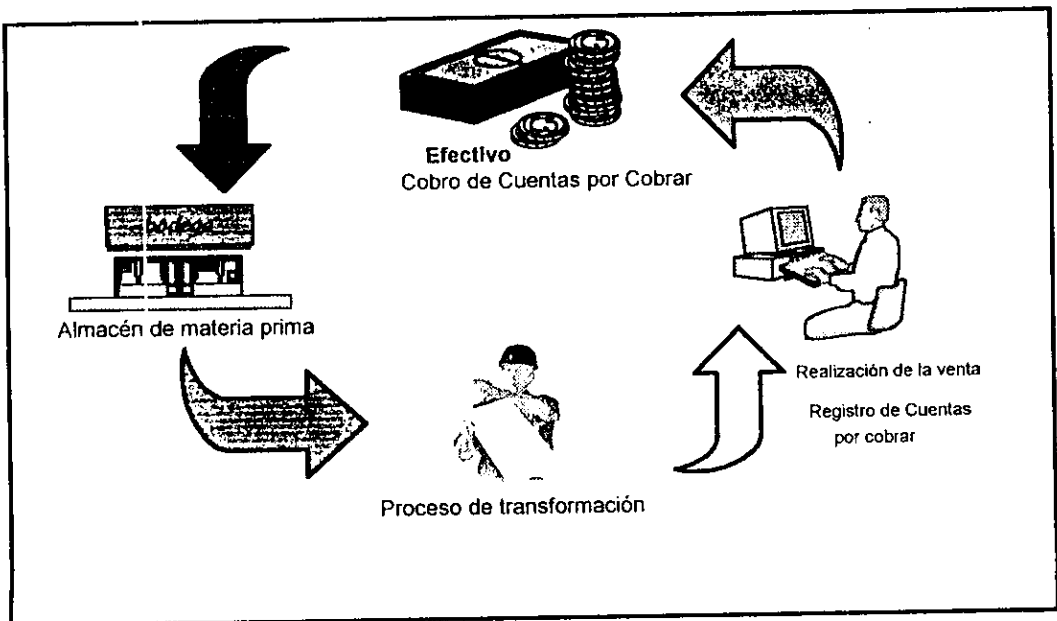 Efectivo
Cobro de Cuentas por Cobrar
bodega
Almacén de materia prima
Proceso de transformación
Realización de la venta
Registro de Cuentas
por cobrar